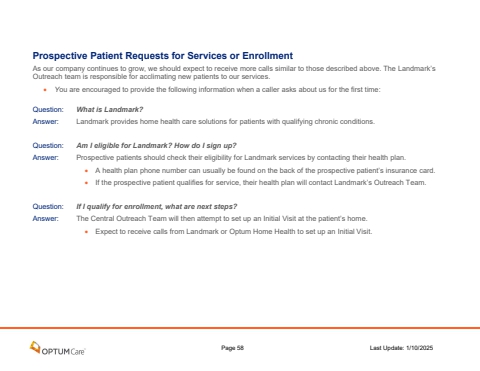 Prospective Patient Requests for Services or Enrollment
As our company continues to grow, we should expect to receive more calls similar to those described above. The Landmark's
Outreach team is responsible for acclimating new patients to our services.
• You are encouraged to provide the following information when a caller asks about us for the first time:
Question: What is Landmark?
Answer: Landmark provides home health care solutions for patients with qualifying chronic conditions.
Question: Am I eligible for Landmark? How do I sign up?
Answer: Prospective patients should check their eligibility for Landmark services by contacting their health plan.
• A health plan phone number can usually be found on the back of the prospective patient's insurance card.
• If the prospective patient qualifies for service, their health plan will contact Landmark's Outreach Team.
Question: If I qualify for enrollment, what are next steps?
Answer: The Central Outreach Team will then attempt to set up an Initial Visit at the patient's home.
• Expect to receive calls from Landmark or Optum Home Health to set up an Initial Visit.
OPTUMCare Page 58 Last Update: 1/10/2025